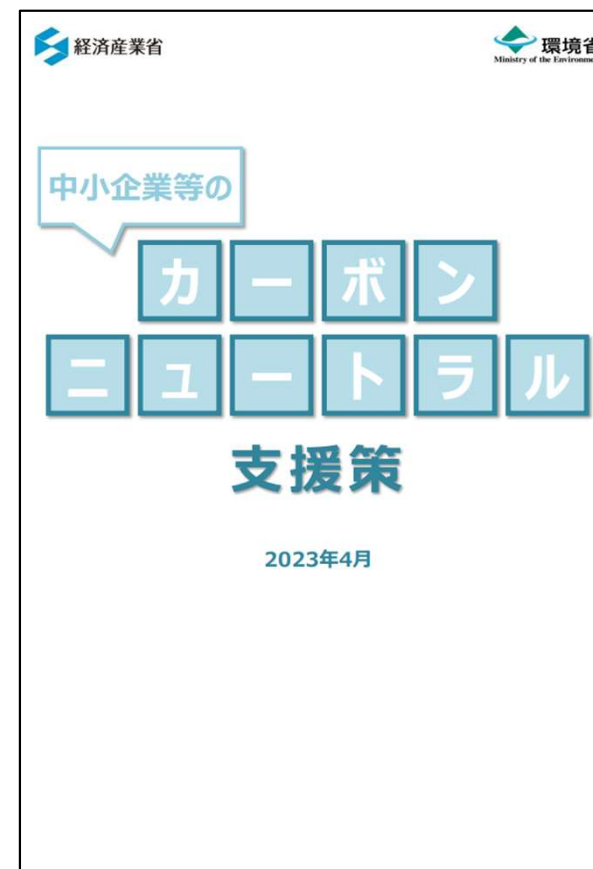 経済産業省
環境省
Ministry of the Environme
中小企業等の
カーボン
ニュートラル
支援策
2023年4月